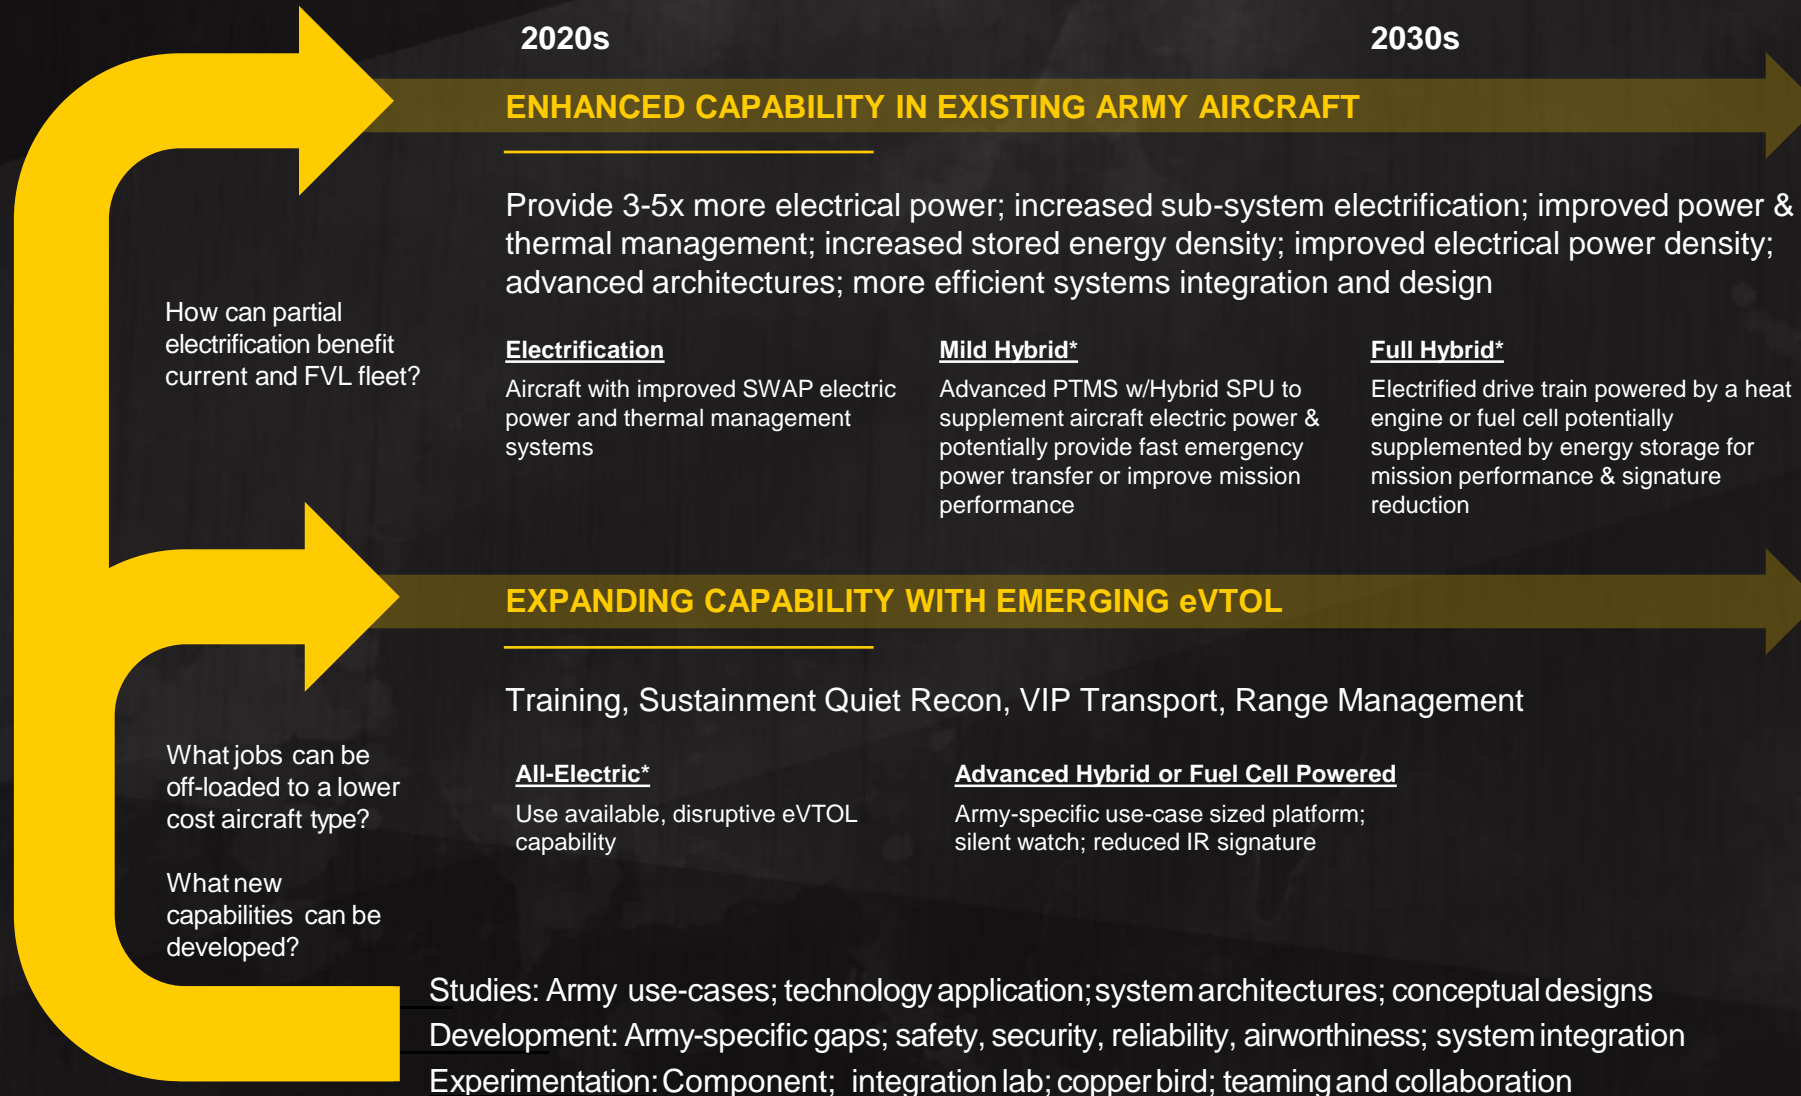 2020s
2030s
ENHANCED CAPABILITY IN EXISTING ARMY AIRCRAFT
Provide 3-5x more electrical power; increased sub-system electrification; improved power &
thermal management; increased stored energy density; improved electrical power density;
advanced architectures; more efficient systems integration and design
How can partial
electrification benefit
current and FVL fleet?
Electrification
Aircraft with improved SWAP electric
power and thermal management
systems
Mild Hybrid*
Advanced PTMS w/Hybrid SPU to
supplement aircraft electric power &
potentially provide fast emergency
power transfer or improve mission
performance
Full Hybrid*
Electrified drive train powered by a heat
engine or fuel cell potentially
supplemented by energy storage for
mission performance & signature
reduction
EXPANDING CAPABILITY WITH EMERGING eVTOL
Training, Sustainment Quiet Recon, VIP Transport, Range Management
What jobs can be
off-loaded to a lower
cost aircraft type?
What new
capabilities can be
developed?
All-Electric*
Use available, disruptive eVTOL
capability
Advanced Hybrid or Fuel Cell Powered
Army-specific use-case sized platform;
silent watch; reduced IR signature
Studies: Army use-cases; technology application; system architectures; conceptual designs
Development: Army-specific gaps; safety, security, reliability, airworthiness; system integration
Experimentation: Component; integration lab; copper bird; teaming and collaboration